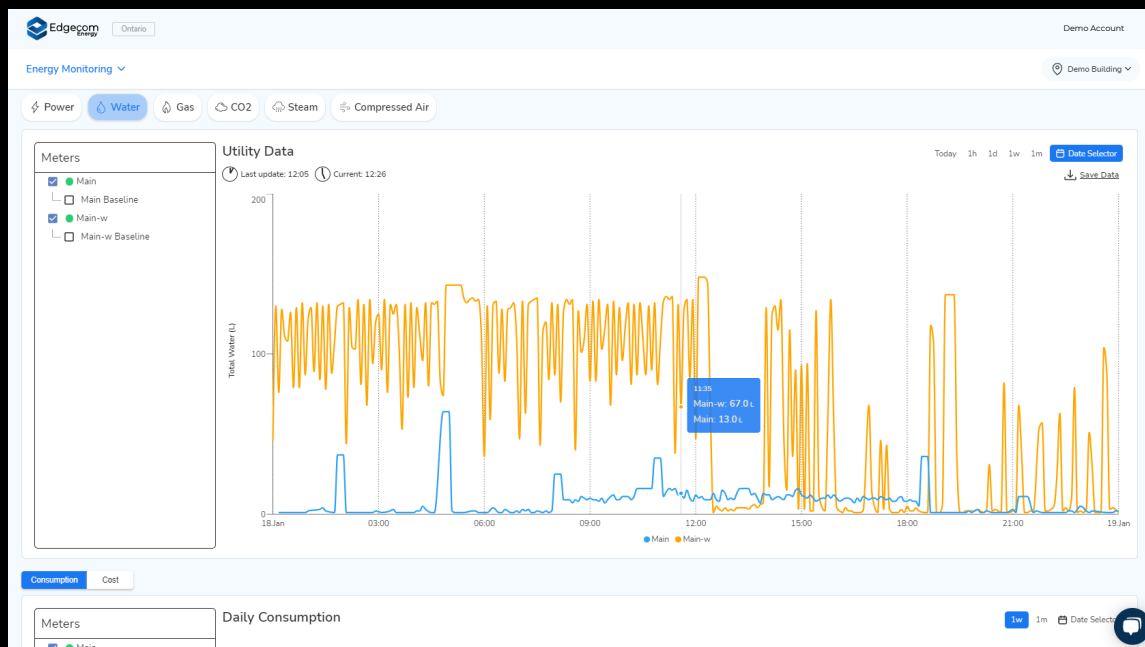 Edgecom
Energy
Ontario
Demo Account
Energy Monitoring
Demo Building
Power
Water
Gas
CO2
Steam
Compressed Air
Meters
Main
Main Baseline
Main-w
Main-w Baseline
Utility Data
Last update: 12:05
Current: 12:26
Today 1h 1d 1w 1m Date Selector
Save Data
Total Water (L)
200
100
0
11:35
Main-w: 67.0 L
Main: 13.0 L
18.Jan 03:00 06:00 09:00 12:00 15:00 18:00 21:00 19.Jan
Main Main-w
Consumption Cost
Meters
Main
Daily Consumption
1w 1m Date Selecto